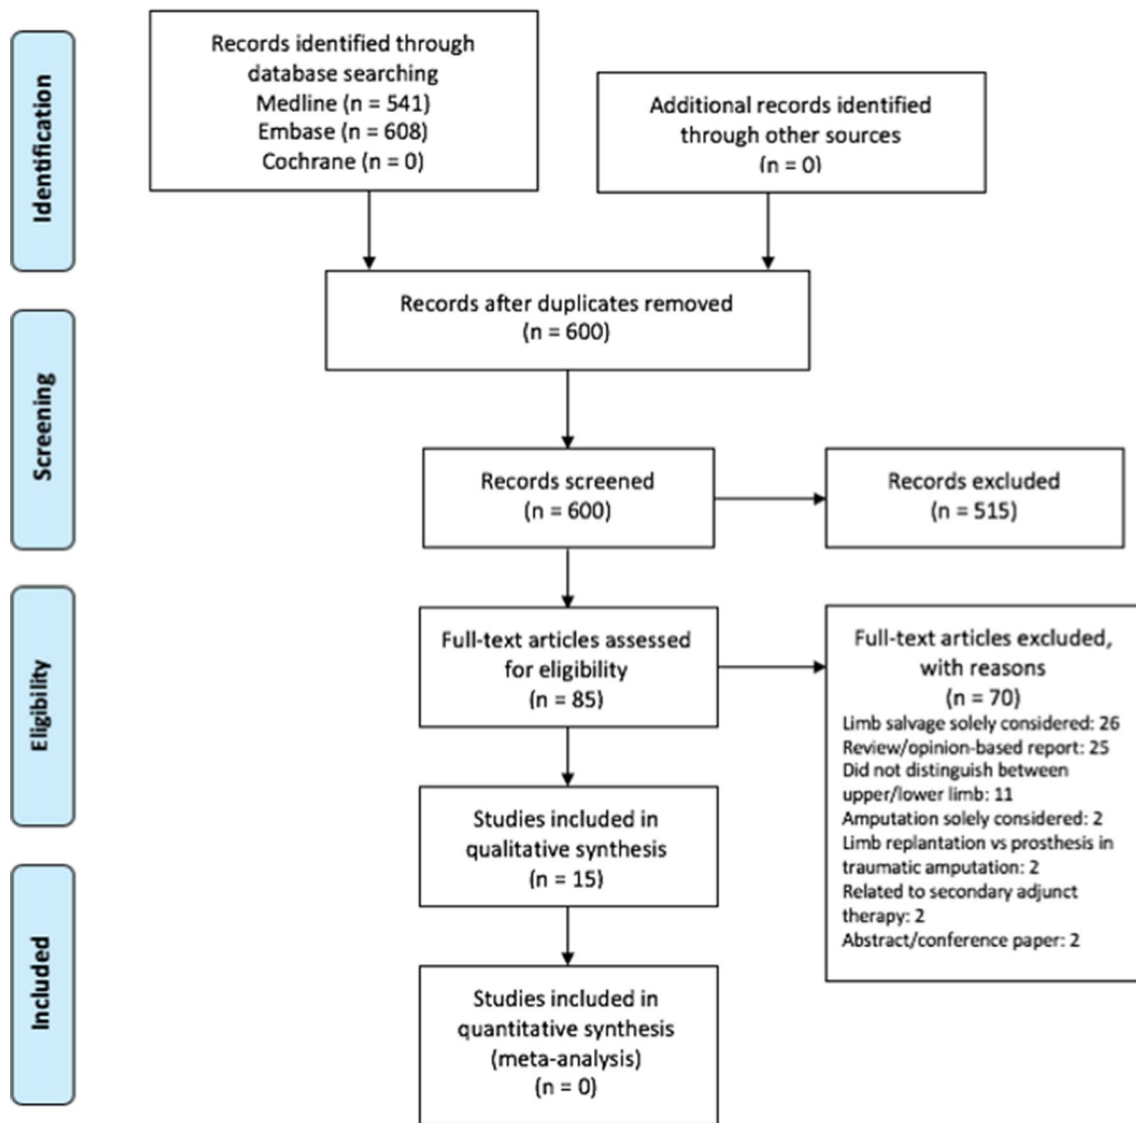 Identification
Records identified through
database searching
Medline (n = 541)
Embase (n = 608)
Cochrane (n = 0)
Additional records identified
through other sources
(n = 0)
Records after duplicates removed
(n = 600)
Screening
Records screened
(n = 600)
Records excluded
(n = 515)
Eligibility
Full-text articles assessed
for eligibility
(n = 85)
Full-text articles excluded,
with reasons
(n = 70)
Limb salvage solely considered: 26
Review/opinion-based report: 25
Did not distinguish between
upper/lower limb: 11
Amputation solely considered: 2
Limb replantation vs prosthesis in
traumatic amputation: 2
Related to secondary adjunct
therapy: 2
Abstract/conference paper: 2
Studies included in
qualitative synthesis
(n = 15)
Included
Studies included in
quantitative synthesis
(meta-analysis)
(n = 0)